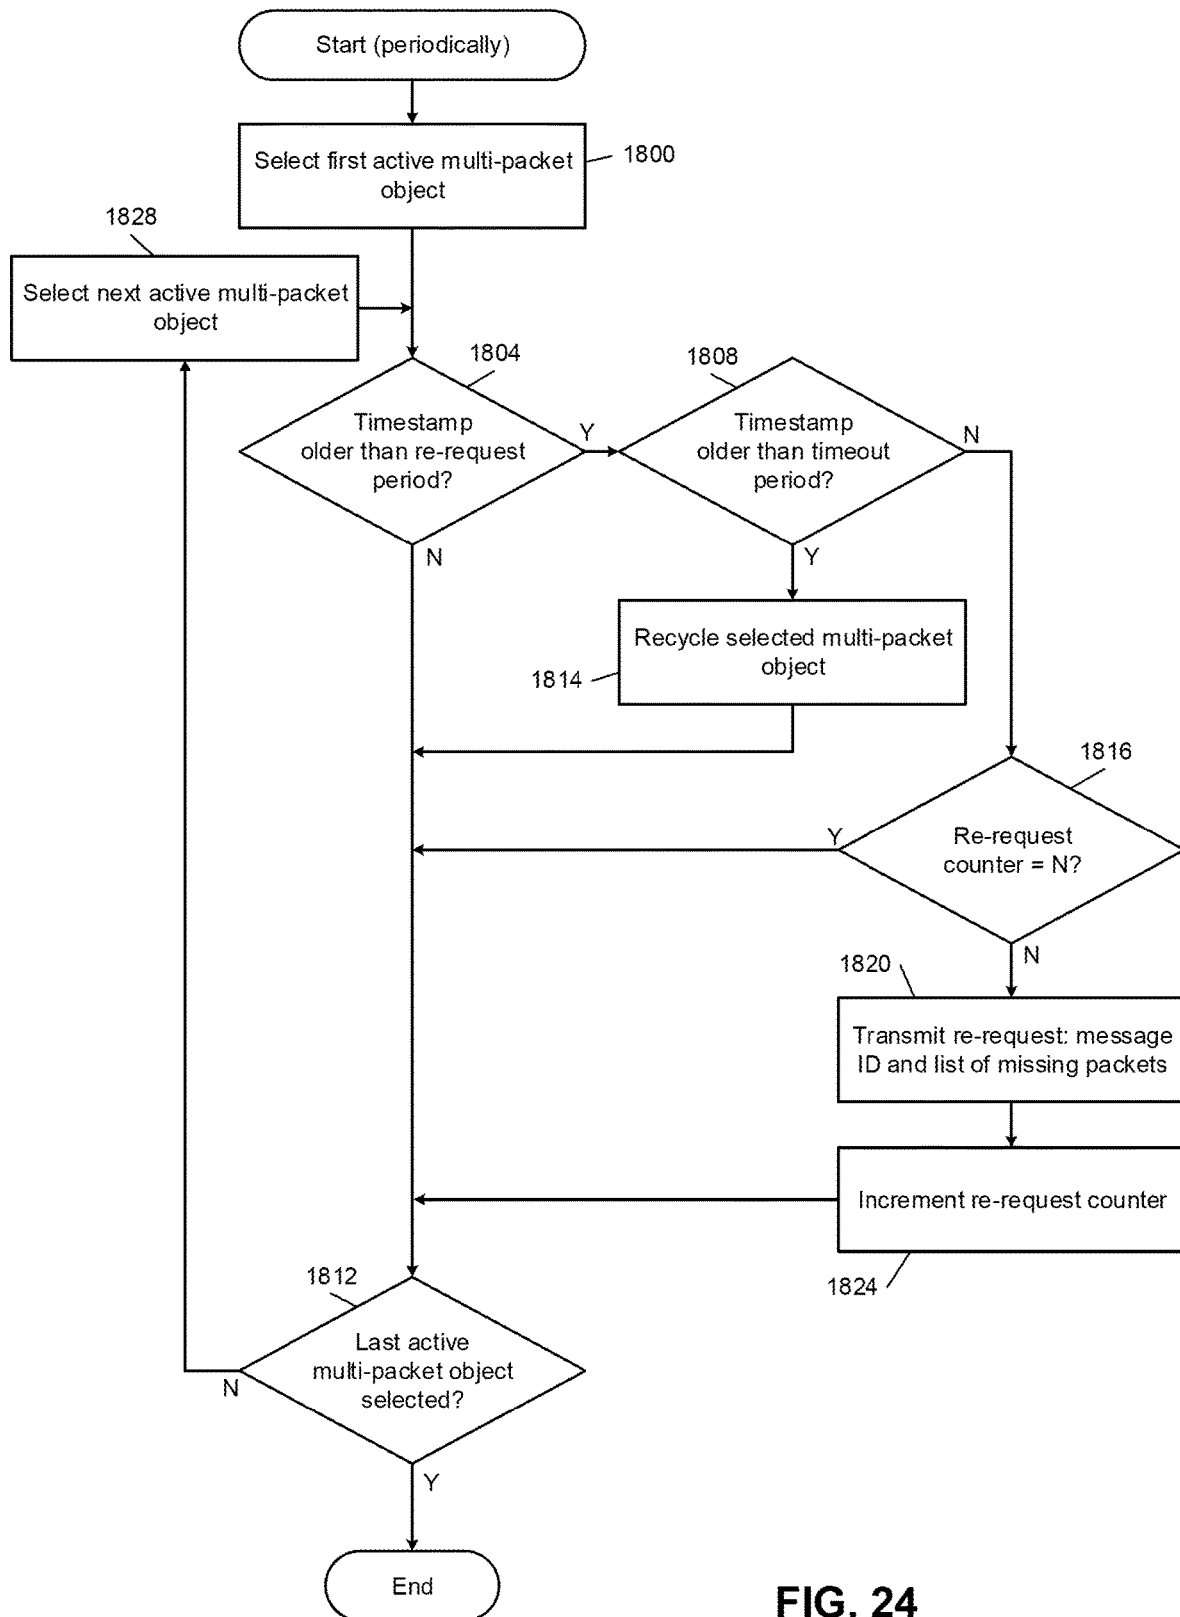 Start (periodically)
Select first active multi-packet
object
1800
1828
Select next active multi-packet
object
1804
1808
Timestamp
older than re-request
period?
Y
Timestamp
older than timeout
period?
N
N
Y
Recycle selected multi-packet
object
1814
1816
Y
Re-request
counter = N?
N
1820
Transmit re-request: message
ID and list of missing packets
Increment re-request counter
1824
1812
Last active
multi-packet object
selected?
N
Y
End
FIG. 24